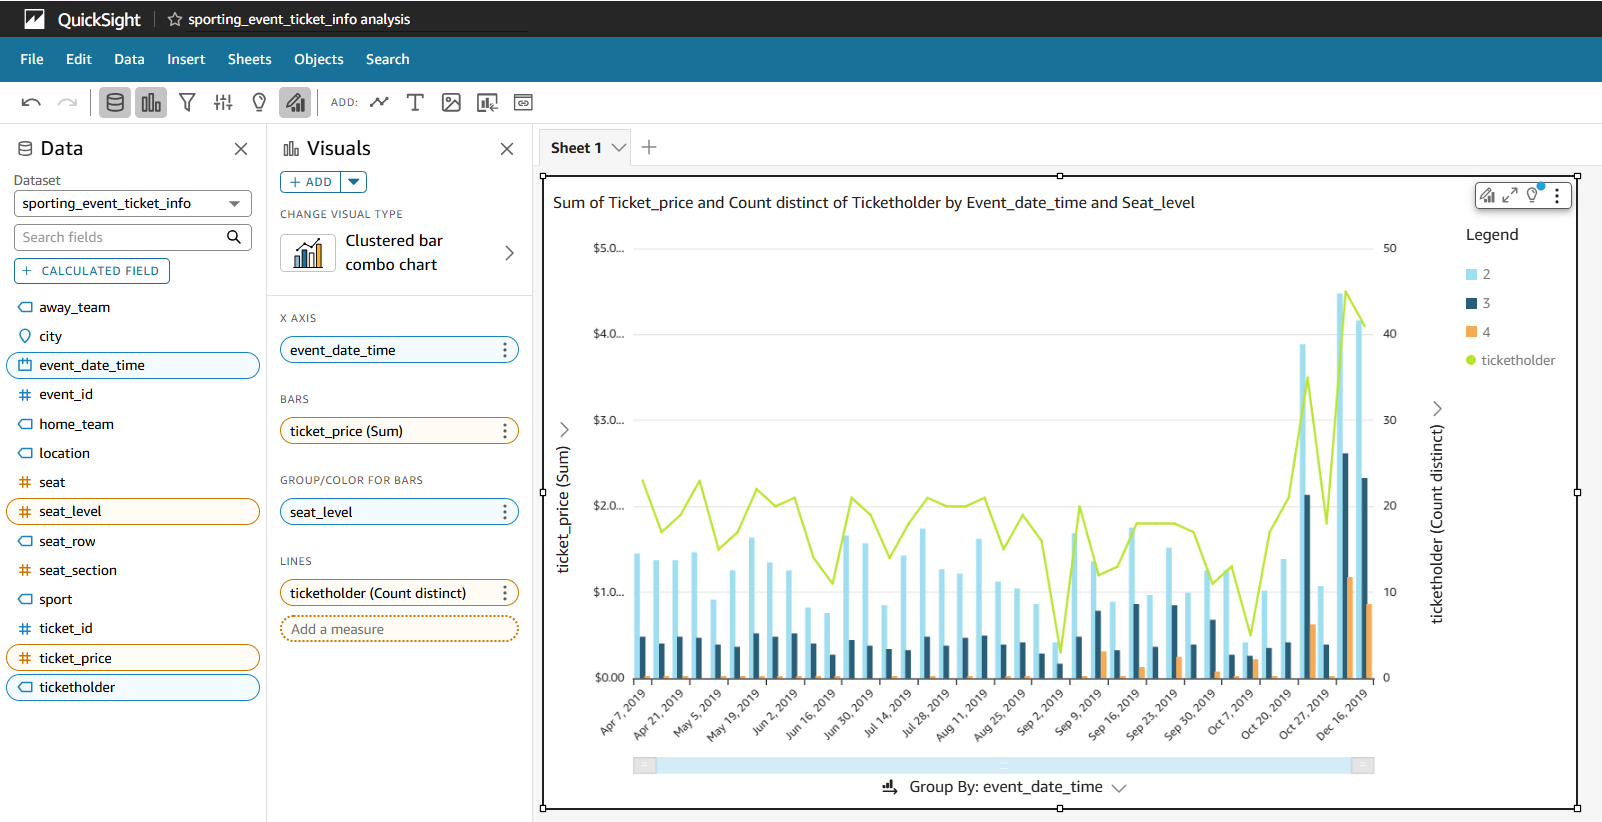 QuickSight
sporting_event_ticket_info analysis
File Edit Data Insert Sheets Objects Search
ADD:
Data
Dataset
sporting_event_ticket_info
Search fields
+ CALCULATED FIELD
away_team
city
event_date_time
event_id
home_team
location
seat
seat_level
seat_row
seat_section
sport
ticket_id
ticket_price
ticketholder
Visuals
+ ADD
CHANGE VISUAL TYPE
Clustered bar
combo chart
X AXIS
event_date_time
BARS
ticket_price (Sum)
GROUP/COLOR FOR BARS
seat_level
LINES
ticketholder (Count distinct)
Add a measure
Sheet 1
Sum of Ticket_price and Count distinct of Ticketholder by Event_date_time and Seat_level
ticket_price (Sum)
$5.0...
$4.0...
$3.0...
$2.0...
$1.0...
$0.00
50
40
30
20
10
0
ticketholder (Count distinct)
Apr 7, 2019
Apr 21, 2019
May 5, 2019
May 19, 2019
Jun 2, 2019
Jun 16, 2019
Jun 30, 2019
Jul 14, 2019
Jul 28, 2019
Aug 11, 2019
Aug 25, 2019
Sep 2, 2019
Sep 9, 2019
Sep 16, 2019
Sep 23, 2019
Sep 30, 2019
Oct 7, 2019
Oct 20, 2019
Oct 27, 2019
Dec 16, 2019
Group By: event_date_time
Legend
2
3
4
ticketholder